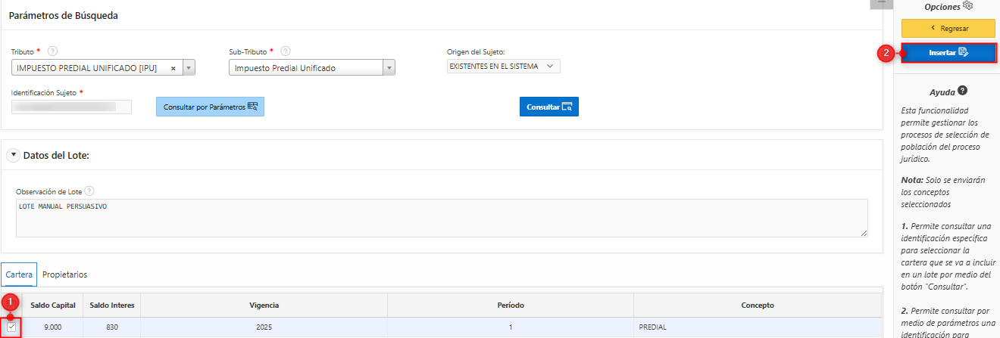 Parámetros de Búsqueda
Tributo *
IMPUESTO PREDIAL UNIFICADO [IPU]
Sub-Tributo *
Impuesto Predial Unificado
Origen del Sujeto:
EXISTENTES EN EL SISTEMA
Identificación Sujeto *
Consultar por Parámetros
Consultar
Datos del Lote:
Observación de Lote
LOTE MANUAL PERSUASIVO
Cartera Propietarios
1
Saldo Capital Saldo Interes Vigencia Período Concepto
9.000 830 2025 1 PREDIAL
Opciones
Regresar
2
Insertar
Ayuda
Esta funcionalidad
permite gestionar los
procesos de selección de
población del proceso
jurídico.
Nota: Solo se enviarán
los conceptos
seleccionados
1. Permite consultar una
identificación específica
para seleccionar la
cartera que se va a incluir
en un lote por medio del
botón "Consultar".
2. Permite consultar por
medio de parámetros una
identificación para